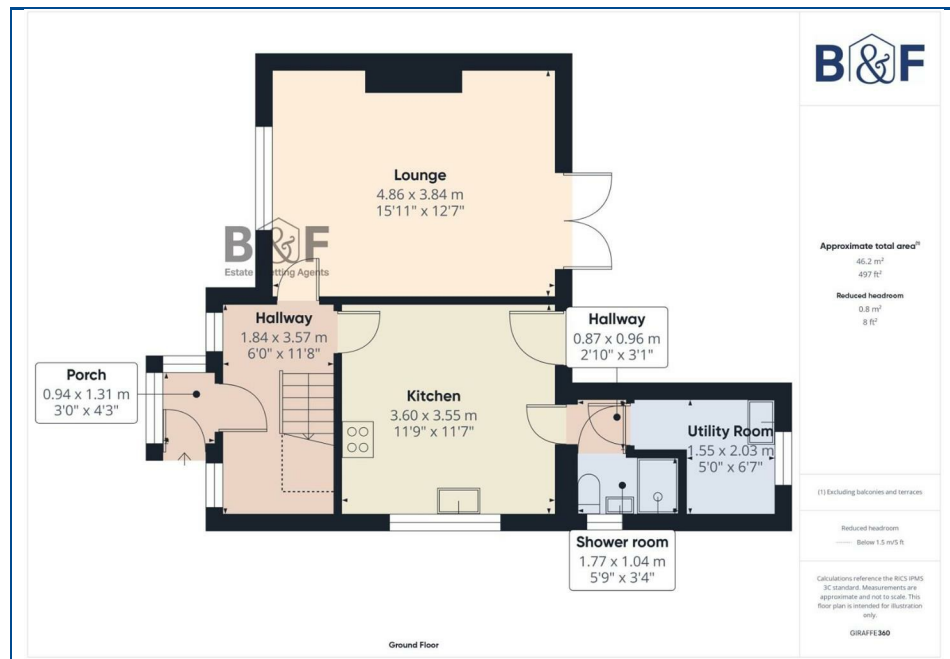 B&F
Lounge
4.86 x 3.84 m
15'11" x 12'7"
B&F
Hallway
1.84 x 3.57 m
6'0" x 11'8"
Hallway
0.87 x 0.96 m
2'10" x 3'1"
Porch
0.94 x 1.31 m
3'0" x 4'3"
Kitchen
3.60 x 3.55 m
11'9" x 11'7"
Utility Room
1.55 x 2.03 m
5'0" x 6'7"
Shower room
1.77 x 1.04 m
5'9" x 3'4"
Ground Floor
Approximate total area(1)
46.2 m²
497 ft²
Reduced headroom
0.8 m²
8 ft²
(1) Excluding balconies and terraces
Reduced headroom
Below 1.5 m/5 ft
Calculations reference the RICS IPMS
3C standard. Measurements are
approximate and not to scale. This
floor plan is intended for illustration
only.
GIRAFFE360